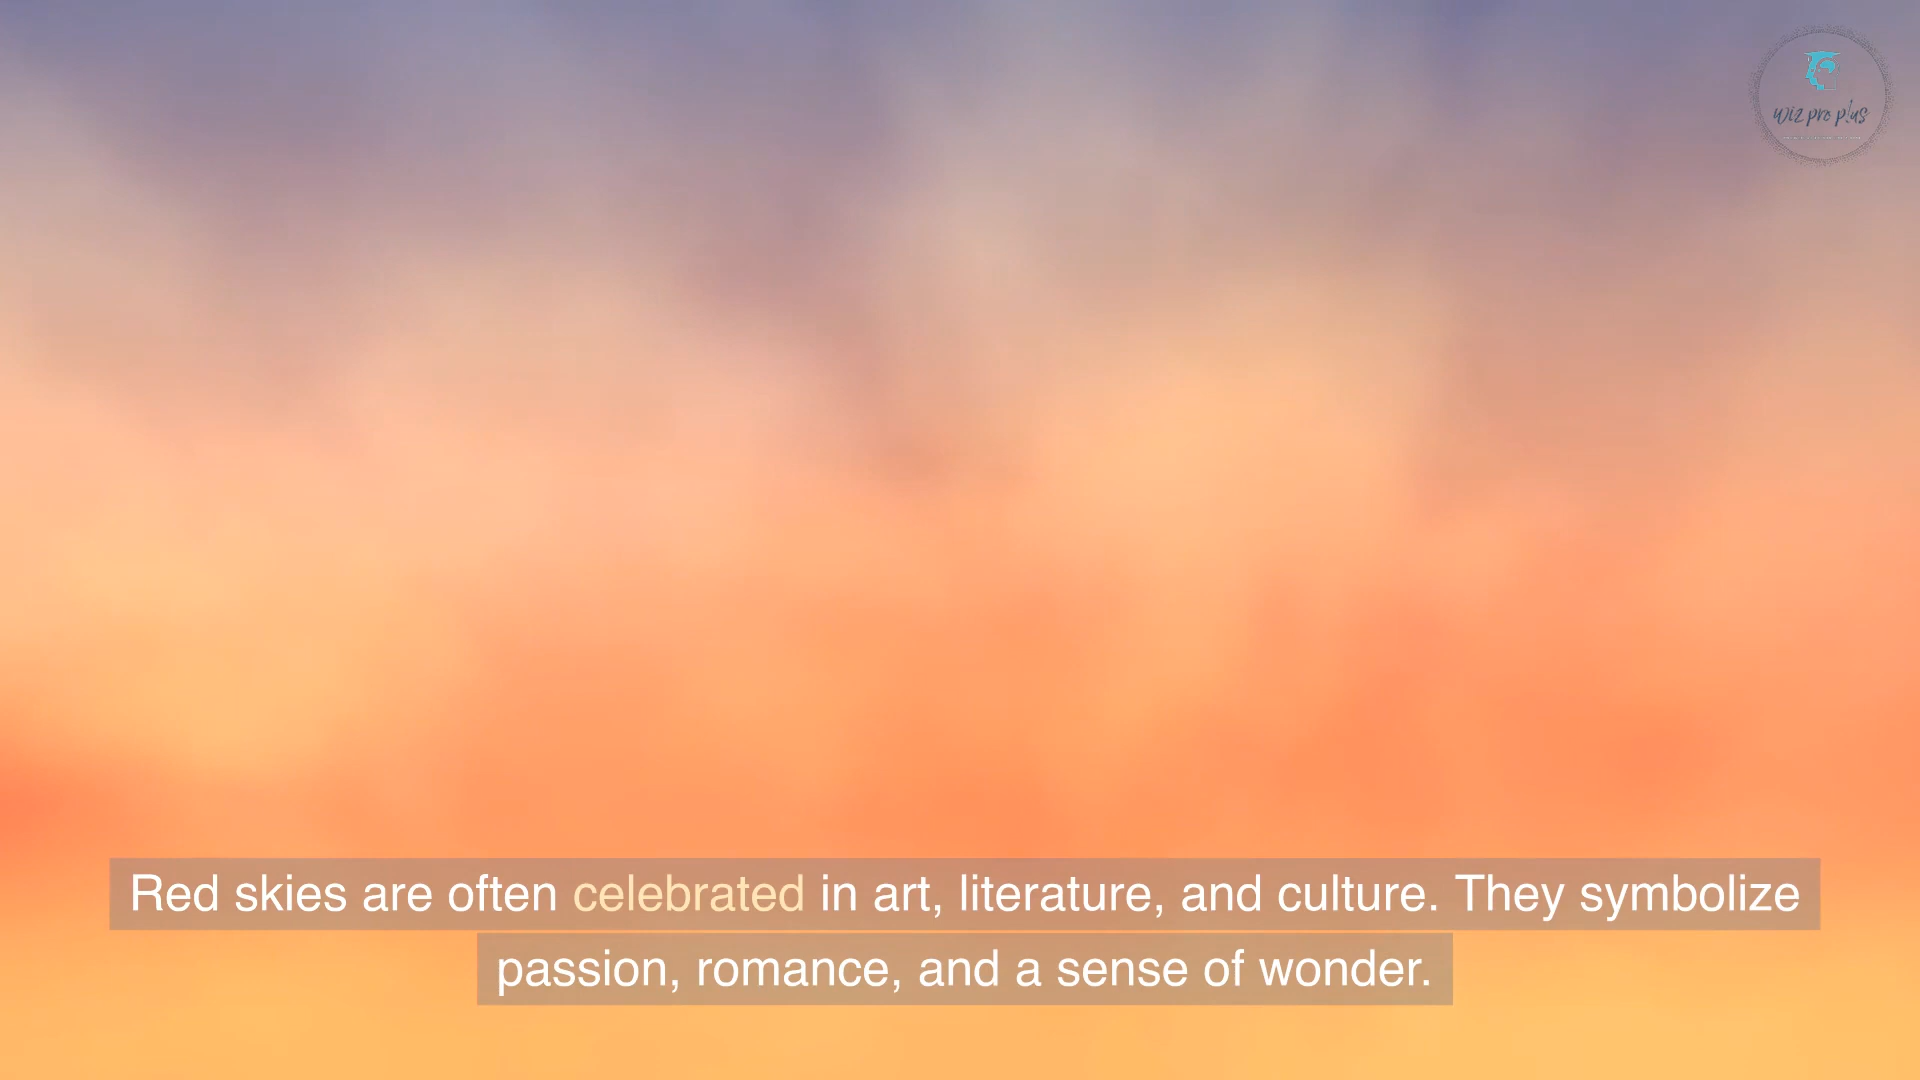 wiz pro plus
Red skies are often celebrated in art, literature, and culture. They symbolize
passion, romance, and a sense of wonder.